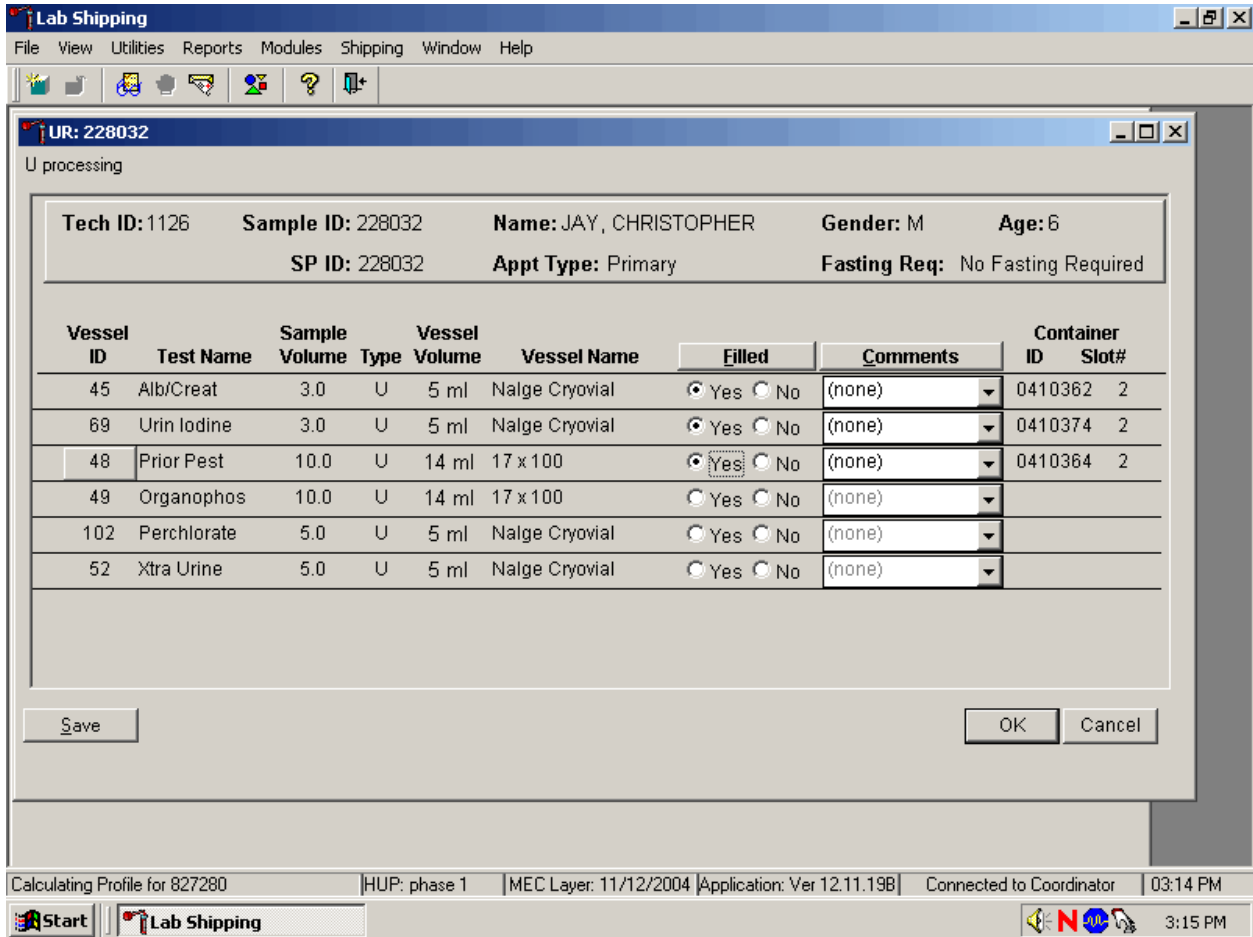 Lab Shipping
File View Utilities Reports Modules Shipping Window Help
UR: 228032
U processing
Tech ID: 1126 Sample ID: 228032 Name: JAY, CHRISTOPHER Gender: M Age: 6
SP ID: 228032 Appt Type: Primary Fasting Req: No Fasting Required
Vessel Sample Vessel Container
ID Test Name Volume Type Volume Vessel Name Filled Comments ID Slot#
45 Alb/Creat 3.0 U 5 ml Nalge Cryovial Yes No (none) 0410362 2
69 Urin Iodine 3.0 U 5 ml Nalge Cryovial Yes No (none) 0410374 2
48 Prior Pest 10.0 U 14 ml 17 x 100 Yes No (none) 0410364 2
49 Organophos 10.0 U 14 ml 17 x 100 Yes No (none)
102 Perchlorate 5.0 U 5 ml Nalge Cryovial Yes No (none)
52 Xtra Urine 5.0 U 5 ml Nalge Cryovial Yes No (none)
Save OK Cancel
Calculating Profile for 827280 HUP: phase 1 MEC Layer: 11/12/2004 Application: Ver 12.11.19B Connected to Coordinator 03:14 PM
Start Lab Shipping N 3:15 PM